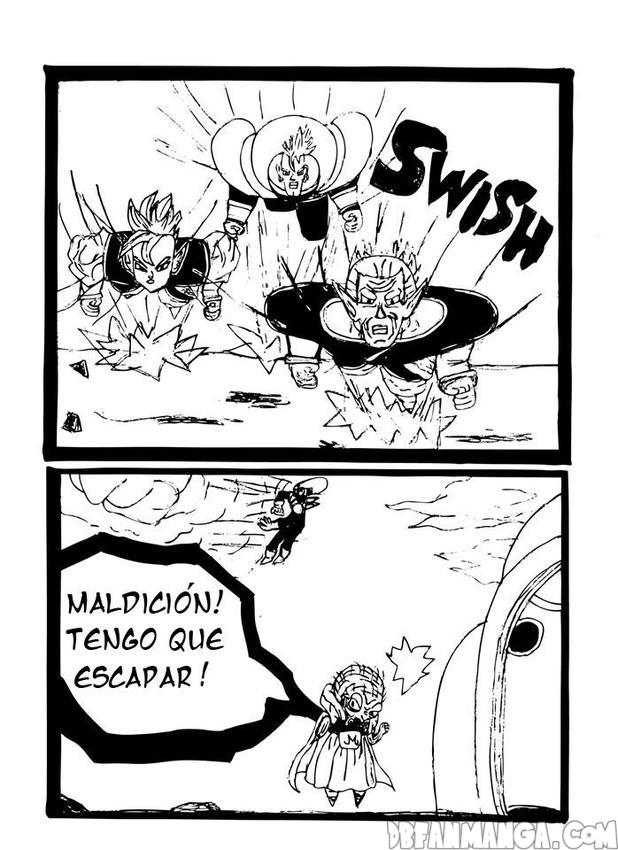 SWISH
MALDICIÓN!
TENGO QUE
ESCAPAR!
M
DBFANMANGA.COM